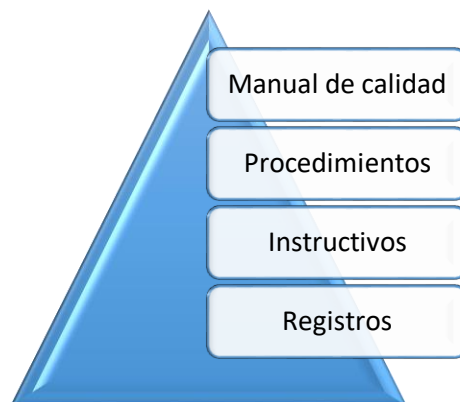 Manual de calidad
Procedimientos
Instructivos
Registros